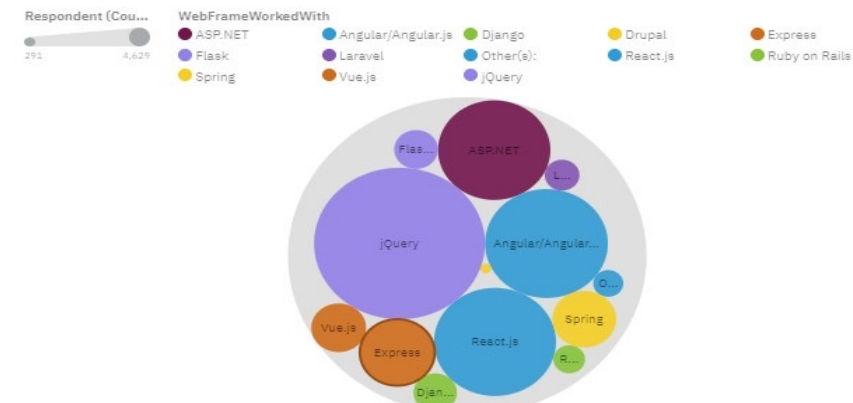 Respondent (Cou... WebFrameWorkedWith
291 4,629
ASP.NET Angular/Angular.js Django Drupal Express
Flask Laravel Other(s): React.js Ruby on Rails
Spring Vue.js jQuery
Flas... ASP.NET
L...
jQuery Angular/Angular...
O...
Vue.js Express React.js Spring
R...
Djan...